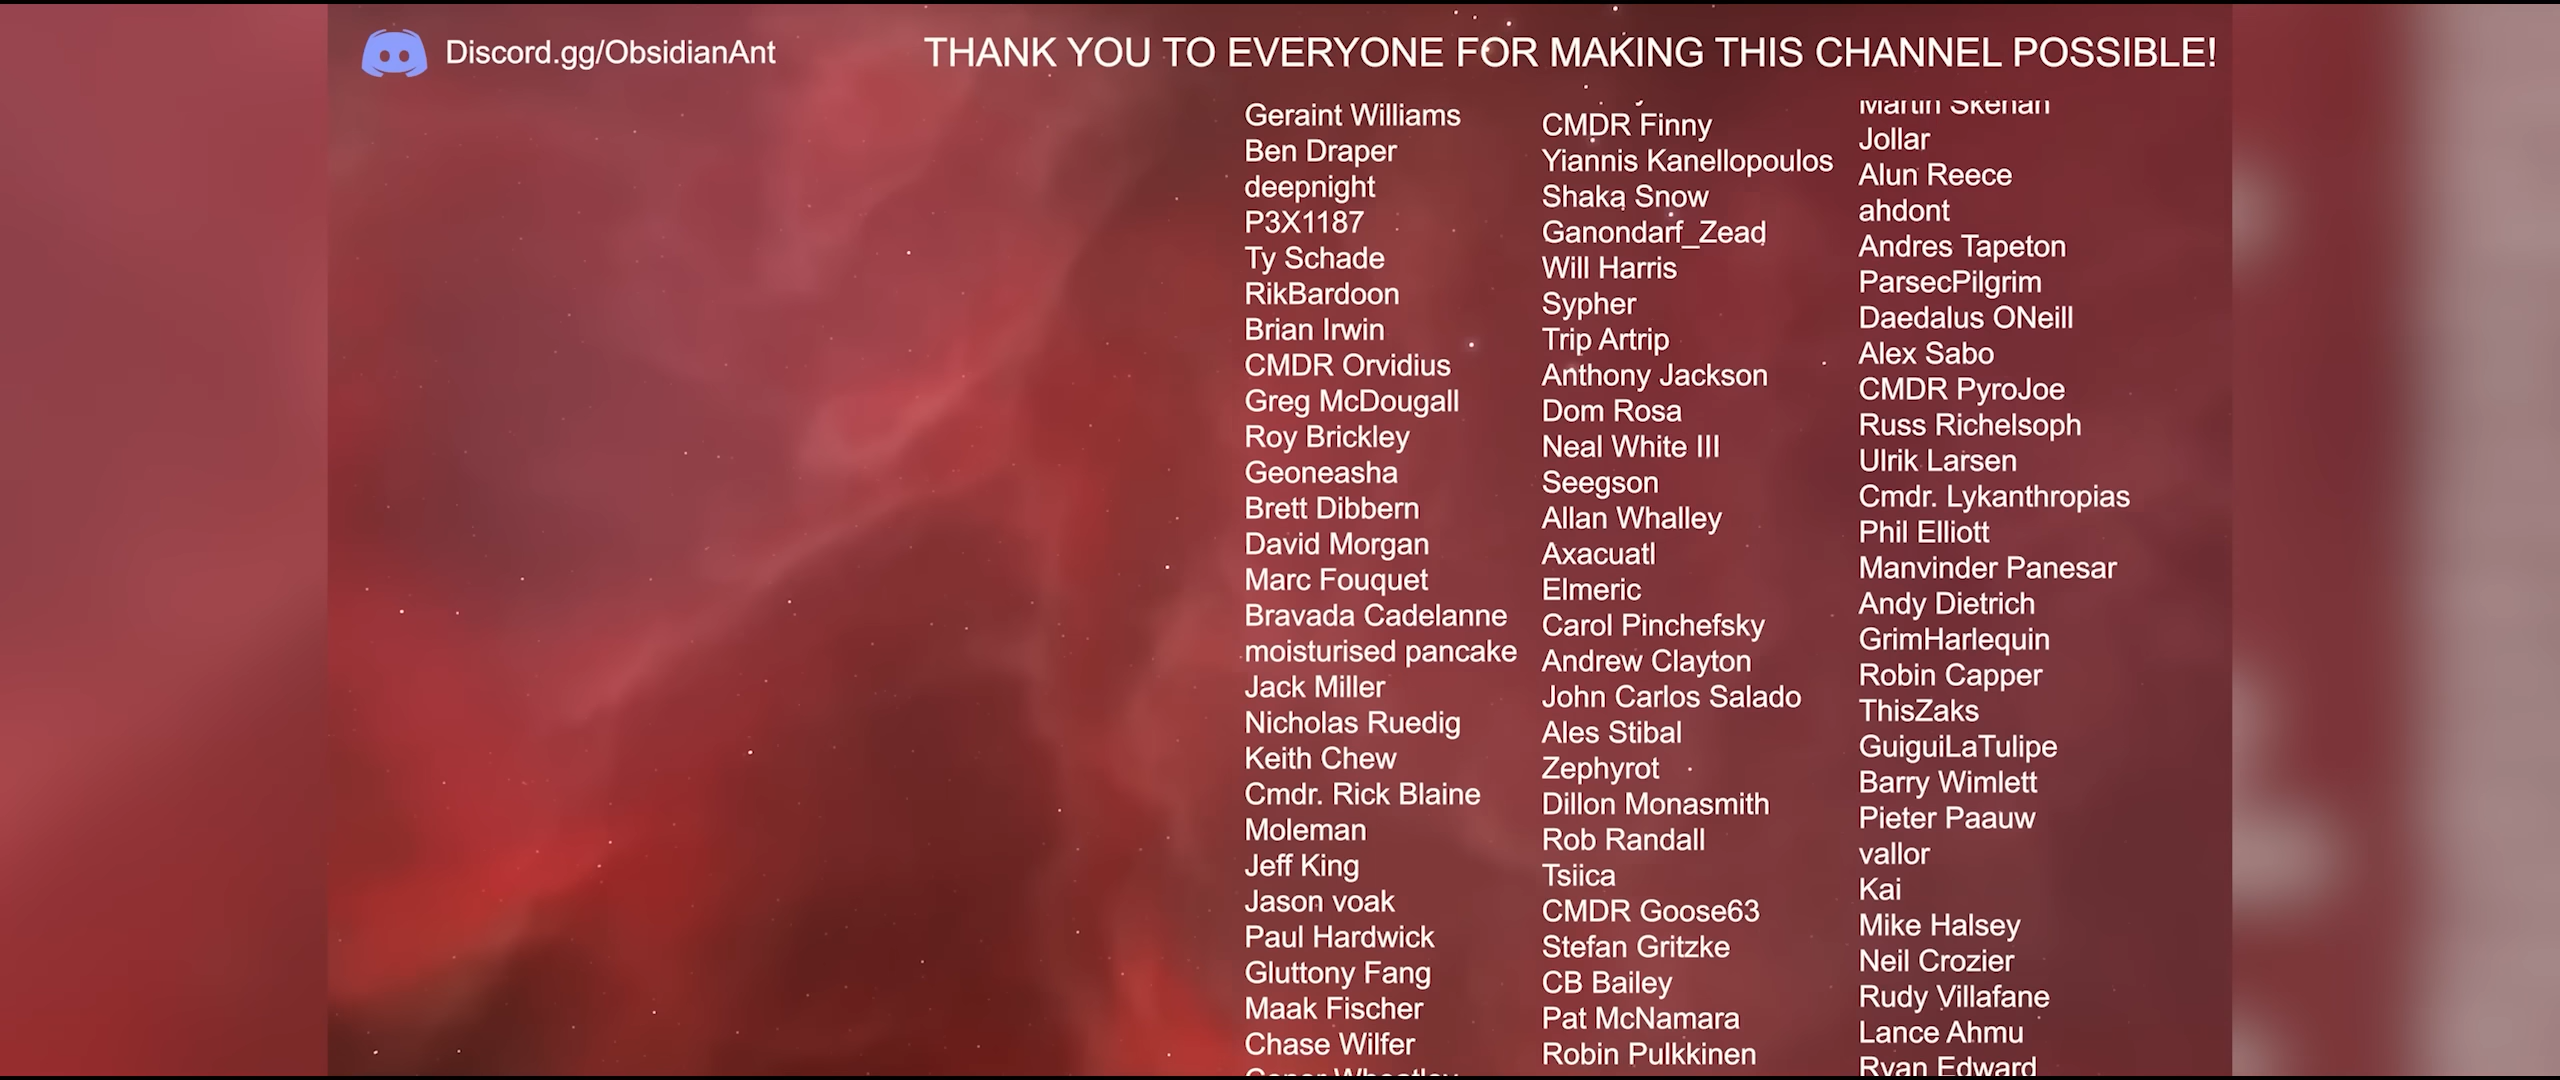 Discord.gg/ObsidianAnt
THANK YOU TO EVERYONE FOR MAKING THIS CHANNEL POSSIBLE!
Geraint Williams
Ben Draper
deepnight
P3X1187
Ty Schade
RikBardoon
Brian Irwin
CMDR Orvidius
Greg McDougall
Roy Brickley
Geoneasha
Brett Dibbern
David Morgan
Marc Fouquet
Bravada Cadelanne
moisturised pancake
Jack Miller
Nicholas Ruedig
Keith Chew
Cmdr. Rick Blaine
Moleman
Jeff King
Jason voak
Paul Hardwick
Gluttony Fang
Maak Fischer
Chase Wilfer
CMDR Finny
Yiannis Kanellopoulos
Shaka Snow
Ganondarf_Zead
Will Harris
Sypher
Trip Artrip
Anthony Jackson
Dom Rosa
Neal White III
Seegson
Allan Whalley
Axacuatl
Elmeric
Carol Pinchefsky
Andrew Clayton
John Carlos Salado
Ales Stibal
Zephyrot
Dillon Monasmith
Rob Randall
Tsiica
CMDR Goose63
Stefan Gritzke
CB Bailey
Pat McNamara
Robin Pulkkinen
Martin
Jollar
Alun Reece
ahdont
Andres Tapeton
ParsecPilgrim
Daedalus ONeill
Alex Sabo
CMDR PyroJoe
Russ Richelsoph
Ulrik Larsen
Cmdr. Lykanthropias
Phil Elliott
Manvinder Panesar
Andy Dietrich
GrimHarlequin
Robin Capper
ThisZaks
GuiguiLaTulipe
Barry Wimlett
Pieter Paauw
vallor
Kai
Mike Halsey
Neil Crozier
Rudy Villafane
Lance Ahmu
Ryan Edward